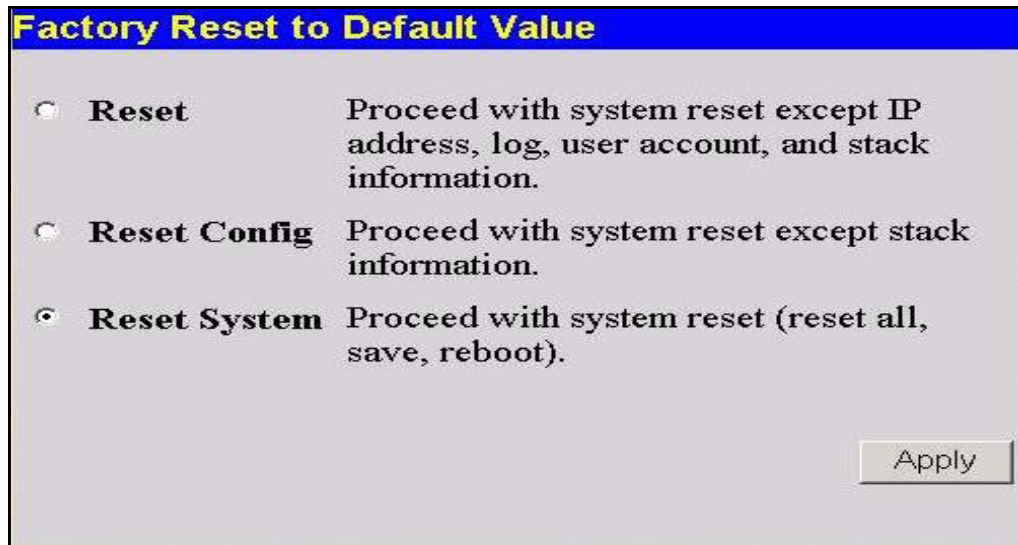 Factory Reset to Default Value
Reset Proceed with system reset except IP
address, log, user account, and stack
information.
Reset Config Proceed with system reset except stack
information.
Reset System Proceed with system reset (reset all,
save, reboot).
Apply